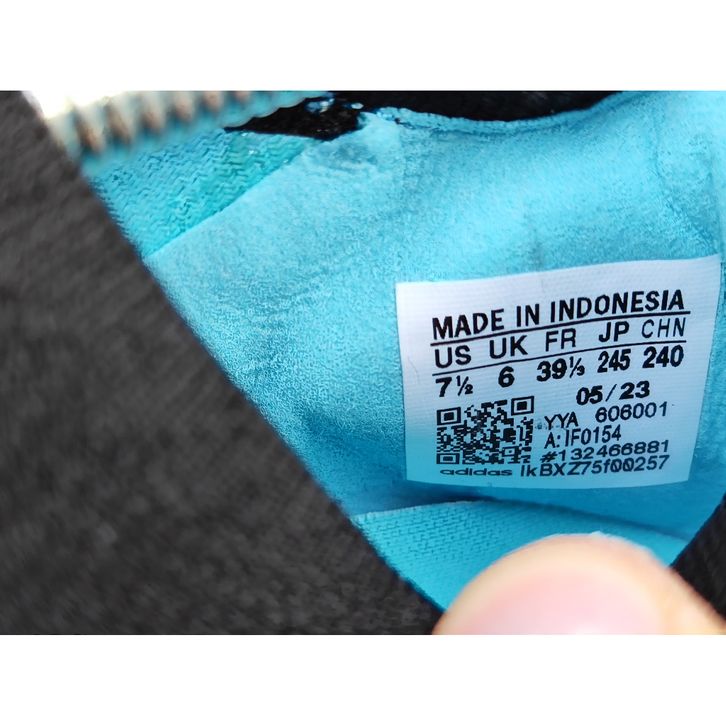 MADE IN INDONESIA
US UK FR JP CHN
7½ 6 39⅓ 245 240
05/23
YYA 606001
A: IF0154
#132466881
adidas IkBXZ75f00257